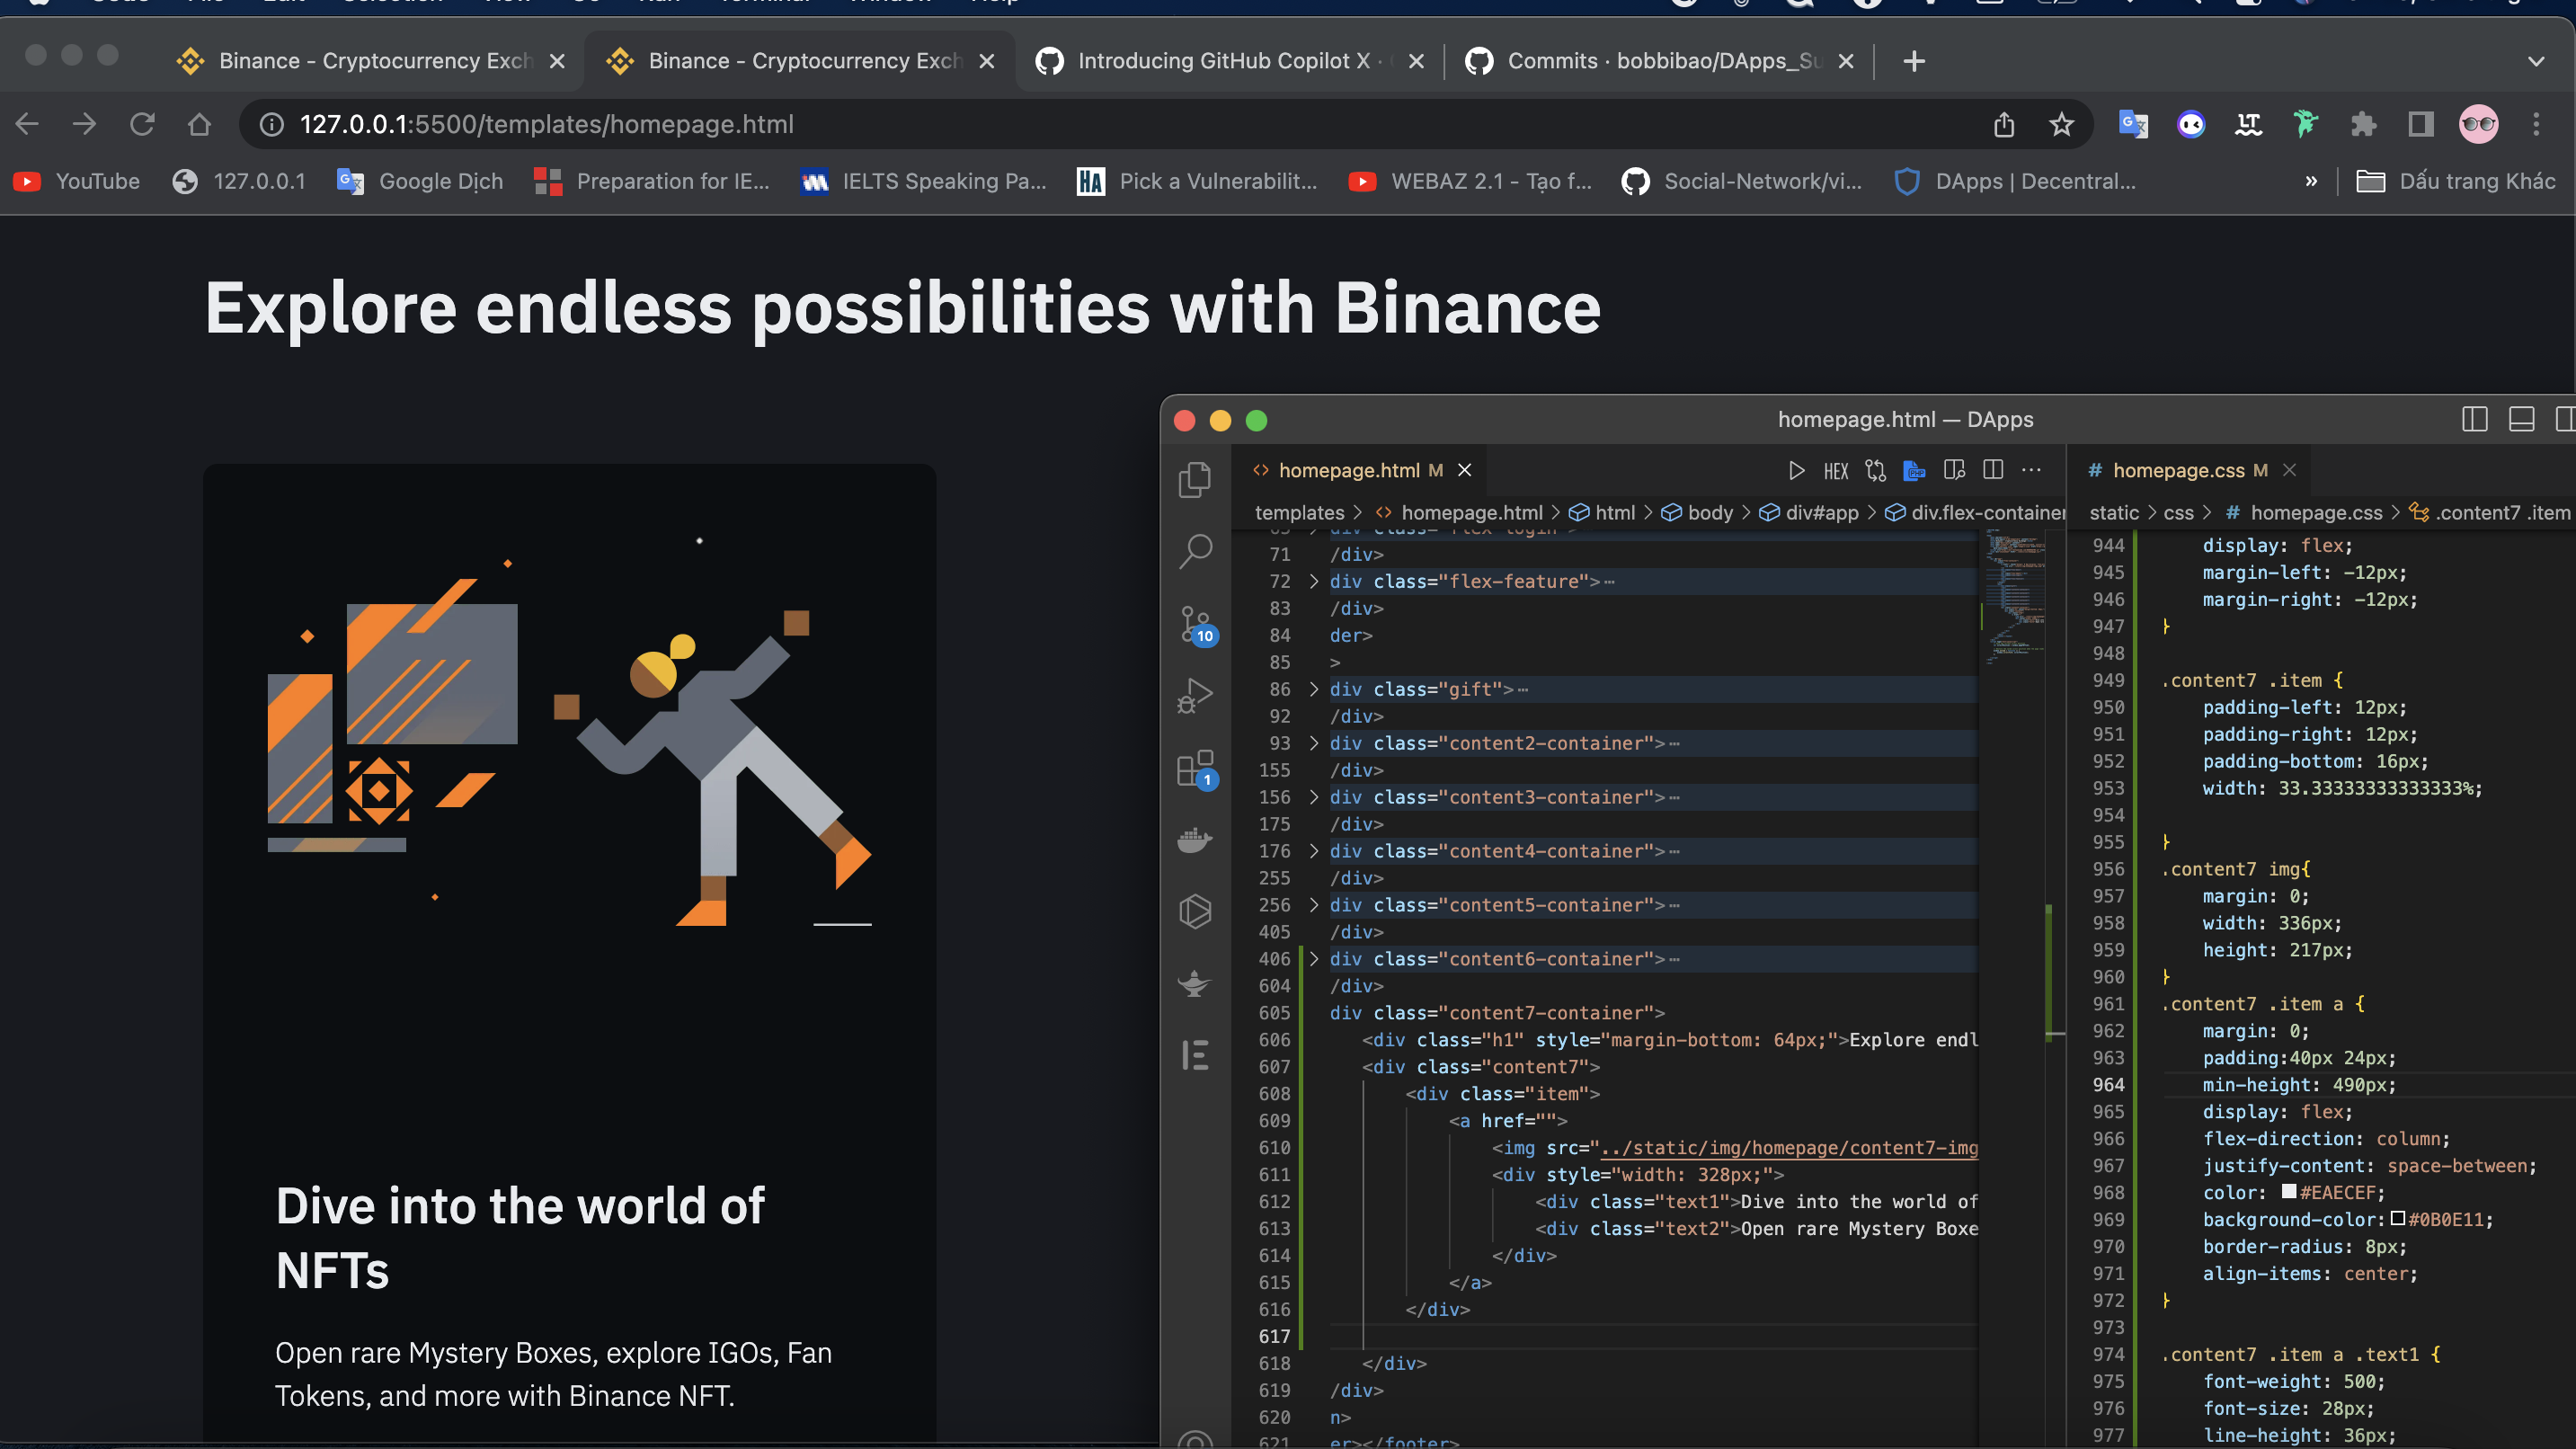 Code File Edit Selection View Go Run Terminal Window Help
Binance - Cryptocurrency Exch
Binance - Cryptocurrency Exch
Introducing GitHub Copilot X ·
Commits · bobbibao/DApps_Su
127.0.0.1:5500/templates/homepage.html
YouTube
127.0.0.1
Google Dịch
Preparation for IE...
IELTS Speaking Pa...
HA
Pick a Vulnerabilit...
WEBAZ 2.1 - Tạo f...
Social-Network/vi...
DApps | Decentral...
»
Dấu trang Khác
Explore endless possibilities with Binance
Dive into the world of
NFTs
Open rare Mystery Boxes, explore IGOs, Fan
Tokens, and more with Binance NFT.
homepage.html — DApps
10
1
homepage.html M
HEX
templates > homepage.html > html > body > div#app > div.flex-container
71 /div>
72 div class="flex-feature">⋯
83 /div>
84 der>
85 >
86 div class="gift">⋯
92 /div>
93 div class="content2-container">⋯
155 /div>
156 div class="content3-container">⋯
175 /div>
176 div class="content4-container">⋯
255 /div>
256 div class="content5-container">⋯
405 /div>
406 div class="content6-container">⋯
604 /div>
605 div class="content7-container">
606 <div class="h1" style="margin-bottom: 64px;">Explore endl
607 <div class="content7">
608 <div class="item">
609 <a href="">
610 <img src="../static/img/homepage/content7-img
611 <div style="width: 328px;">
612 <div class="text1">Dive into the world of
613 <div class="text2">Open rare Mystery Boxe
614 </div>
615 </a>
616 </div>
617
618 </div>
619 /div>
620 n>
621 er></footer>
# homepage.css M
static > css > # homepage.css > .content7 .item
944 display: flex;
945 margin-left: -12px;
946 margin-right: -12px;
947 }
948
949 .content7 .item {
950 padding-left: 12px;
951 padding-right: 12px;
952 padding-bottom: 16px;
953 width: 33.33333333333333%;
954
955 }
956 .content7 img{
957 margin: 0;
958 width: 336px;
959 height: 217px;
960 }
961 .content7 .item a {
962 margin: 0;
963 padding:40px 24px;
964 min-height: 490px;
965 display: flex;
966 flex-direction: column;
967 justify-content: space-between;
968 color: #EAECEF;
969 background-color: #0B0E11;
970 border-radius: 8px;
971 align-items: center;
972 }
973
974 .content7 .item a .text1 {
975 font-weight: 500;
976 font-size: 28px;
977 line-height: 36px;